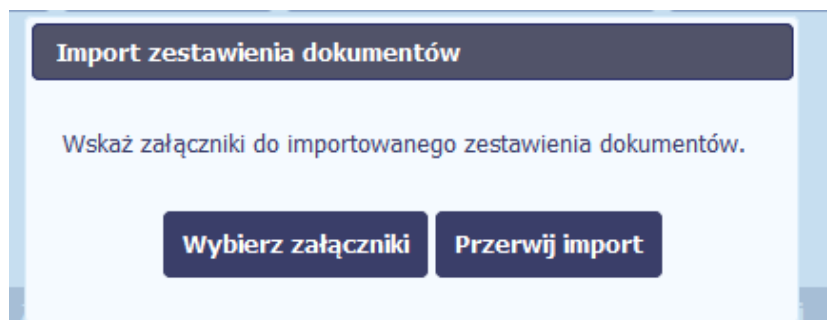 Import zestawienia dokumentów
Wskaż załączniki do importowanego zestawienia dokumentów.
Wybierz załączniki
Przerwij import